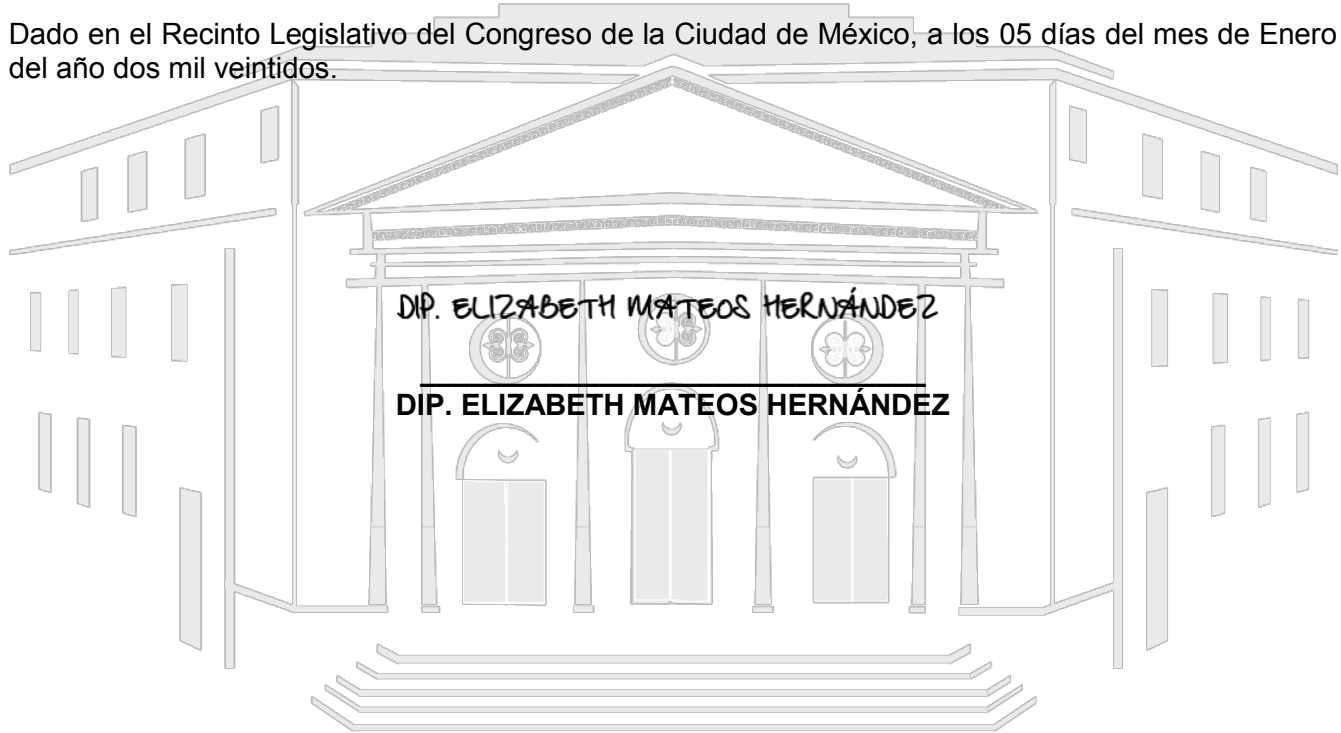 Dado en el Recinto Legislativo del Congreso de la Ciudad de México, a los 05 días del mes de Enero
del año dos mil veintidos.
DIP. ELIZABETH MATEOS HERNÁNDEZ
DIP. ELIZABETH MATEOS HERNÁNDEZ